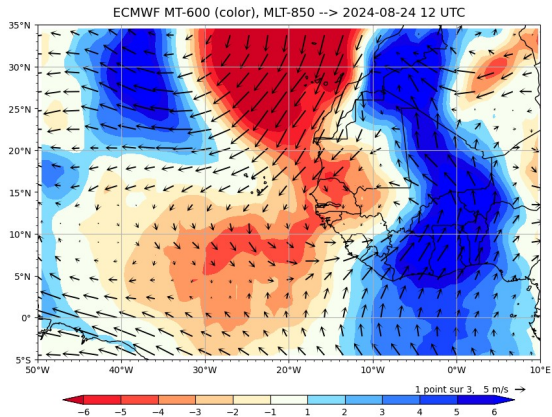 ECMWF MT-600 (color), MLT-850 --> 2024-08-24 12 UTC
35°N
30°N
25°N
20°N
15°N
10°N
5°N
0°
5°S
50°W 40°W 30°W 20°W 10°W 0°W 10°E
1 point sur 3, 5 m/s
−6 −5 −4 −3 −2 −1 1 2 3 4 5 6